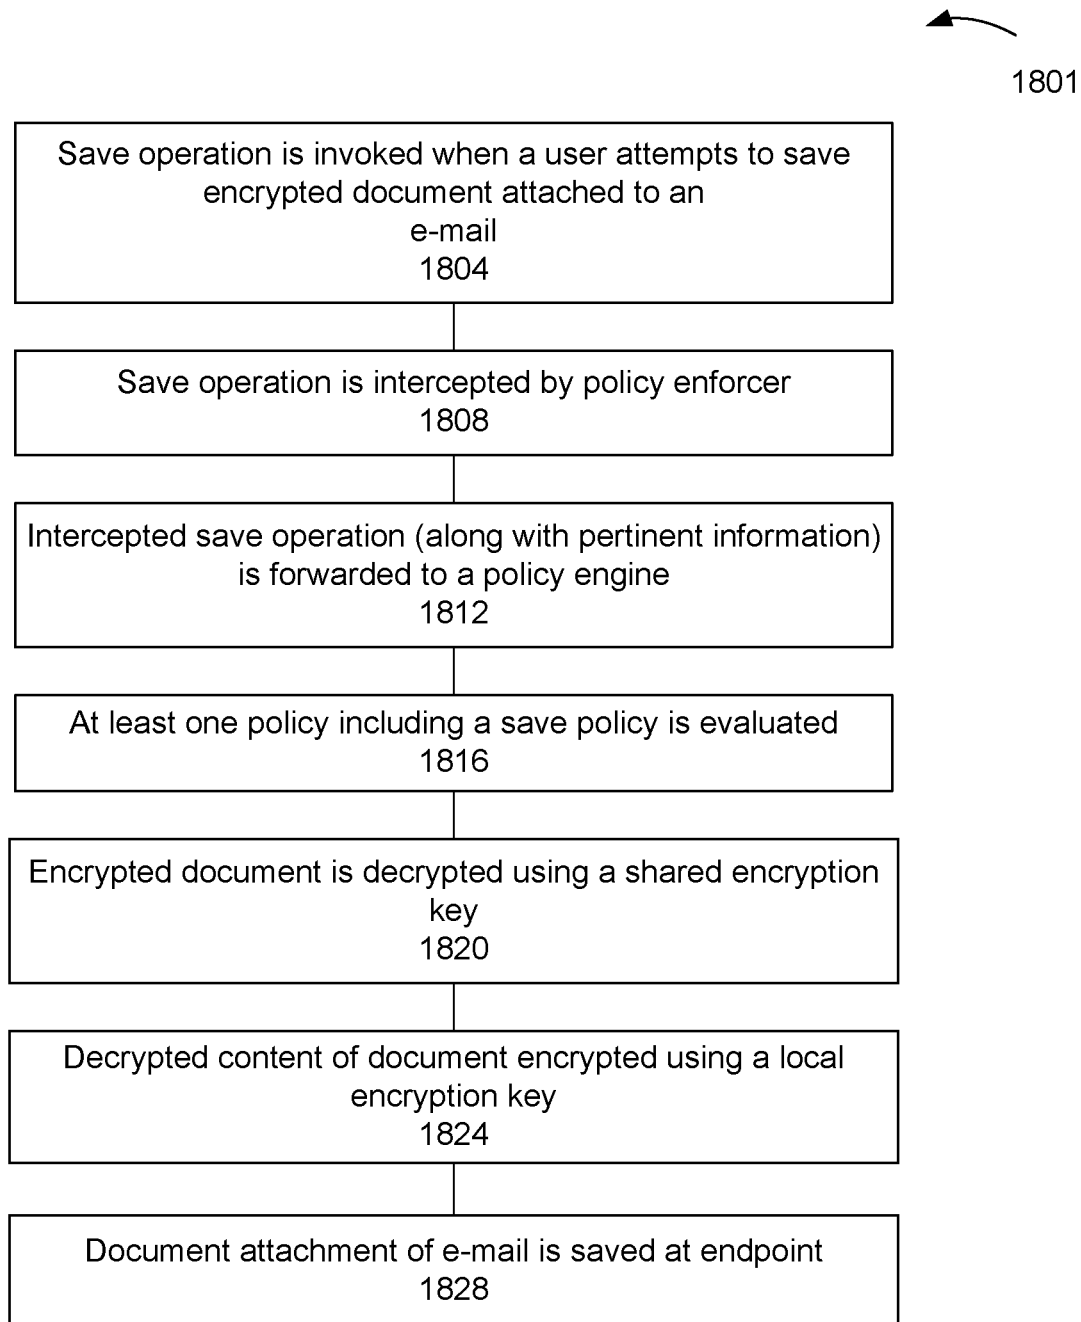 1801
Save operation is invoked when a user attempts to save
encrypted document attached to an
e-mail
1804
Save operation is intercepted by policy enforcer
1808
Intercepted save operation (along with pertinent information)
is forwarded to a policy engine
1812
At least one policy including a save policy is evaluated
1816
Encrypted document is decrypted using a shared encryption
key
1820
Decrypted content of document encrypted using a local
encryption key
1824
Document attachment of e-mail is saved at endpoint
1828